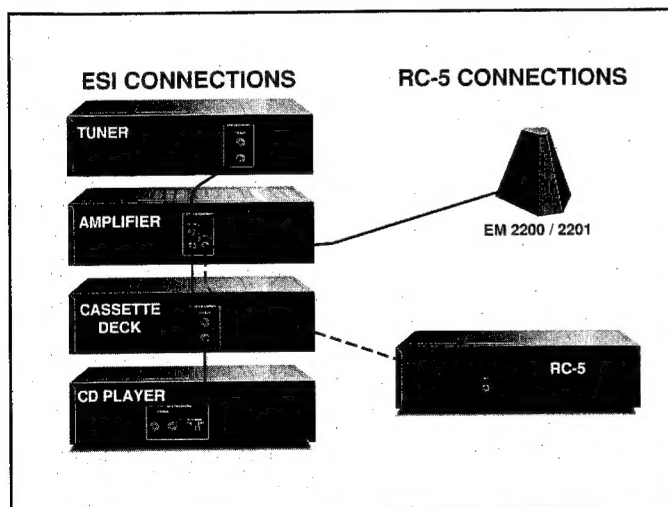 ESI CONNECTIONS
RC-5 CONNECTIONS
TUNER
AMPLIFIER
EM 2200 / 2201
CASSETTE
DECK
RC-5
CD PLAYER